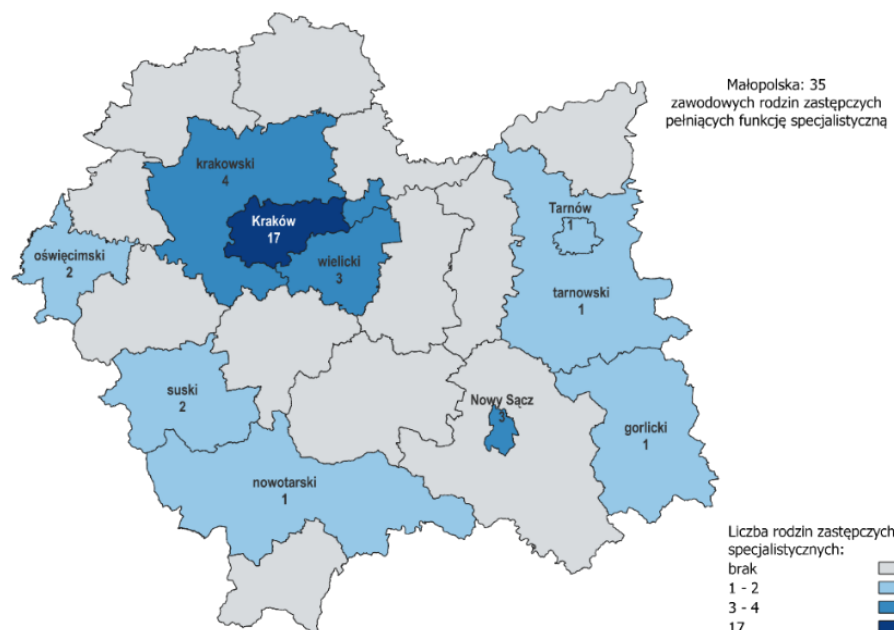 Małopolska: 35
zawodowych rodzin zastępczych
pełniących funkcję specjalistyczną
krakowski
4
Kraków
17
wielicki
3
oświęcimski
2
Tarnów
1
tarnowski
1
suski
2
Nowy Sącz
3
gorlicki
1
nowotarski
1
Liczba rodzin zastępczych
specjalistycznych:
brak
1 - 2
3 - 4
17